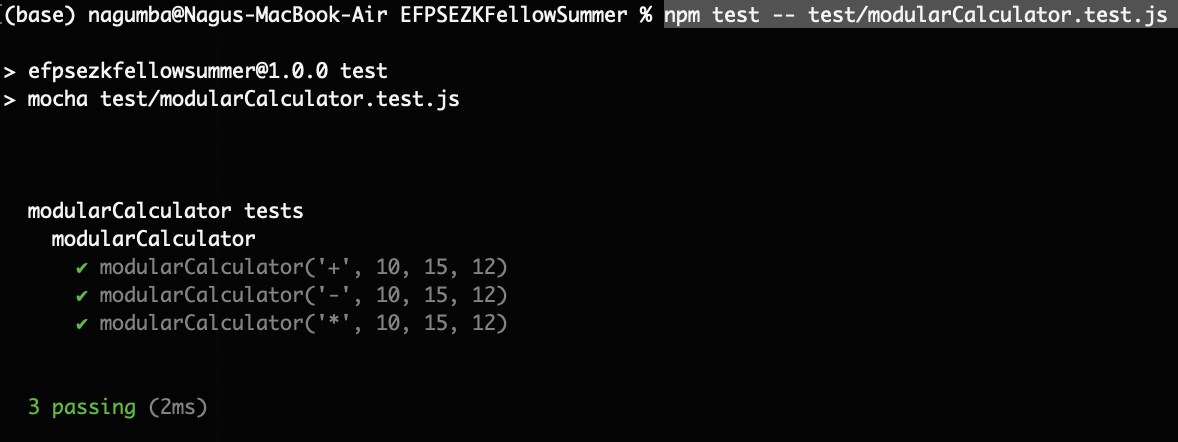 (base) nagumba@Nagus-MacBook-Air EFPSEZKFellowSummer % npm test -- test/modularCalculator.test.js
> efpsezkfellowsummer@1.0.0 test
> mocha test/modularCalculator.test.js
modularCalculator tests
modularCalculator
✔ modularCalculator('+', 10, 15, 12)
✔ modularCalculator('-', 10, 15, 12)
✔ modularCalculator('*', 10, 15, 12)
3 passing (2ms)